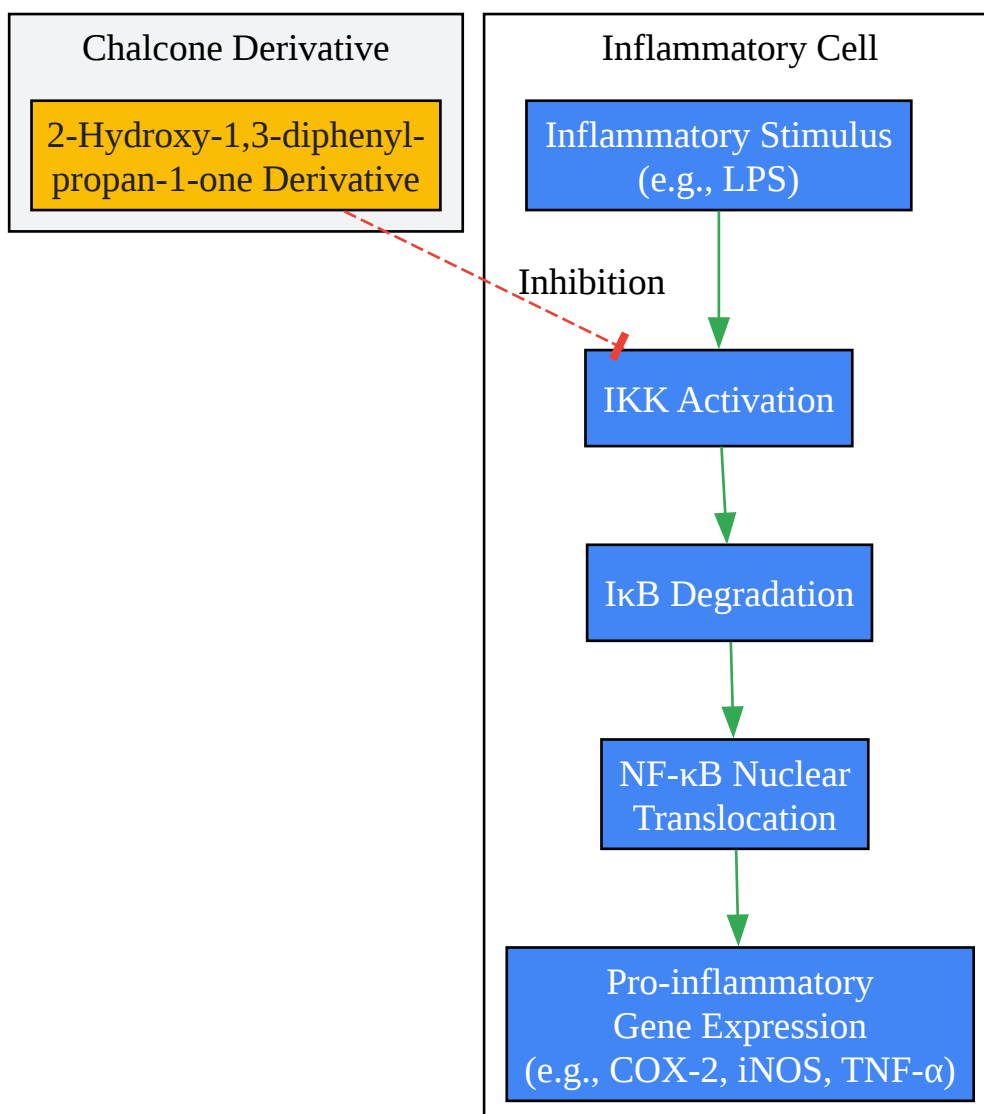 Chalcone Derivative
2-Hydroxy-1,3-diphenyl-
propan-1-one Derivative
Inflammatory Cell
Inflammatory Stimulus
(e.g., LPS)
Inhibition
IKK Activation
IκB Degradation
NF-κB Nuclear
Translocation
Pro-inflammatory
Gene Expression
(e.g., COX-2, iNOS, TNF-α)